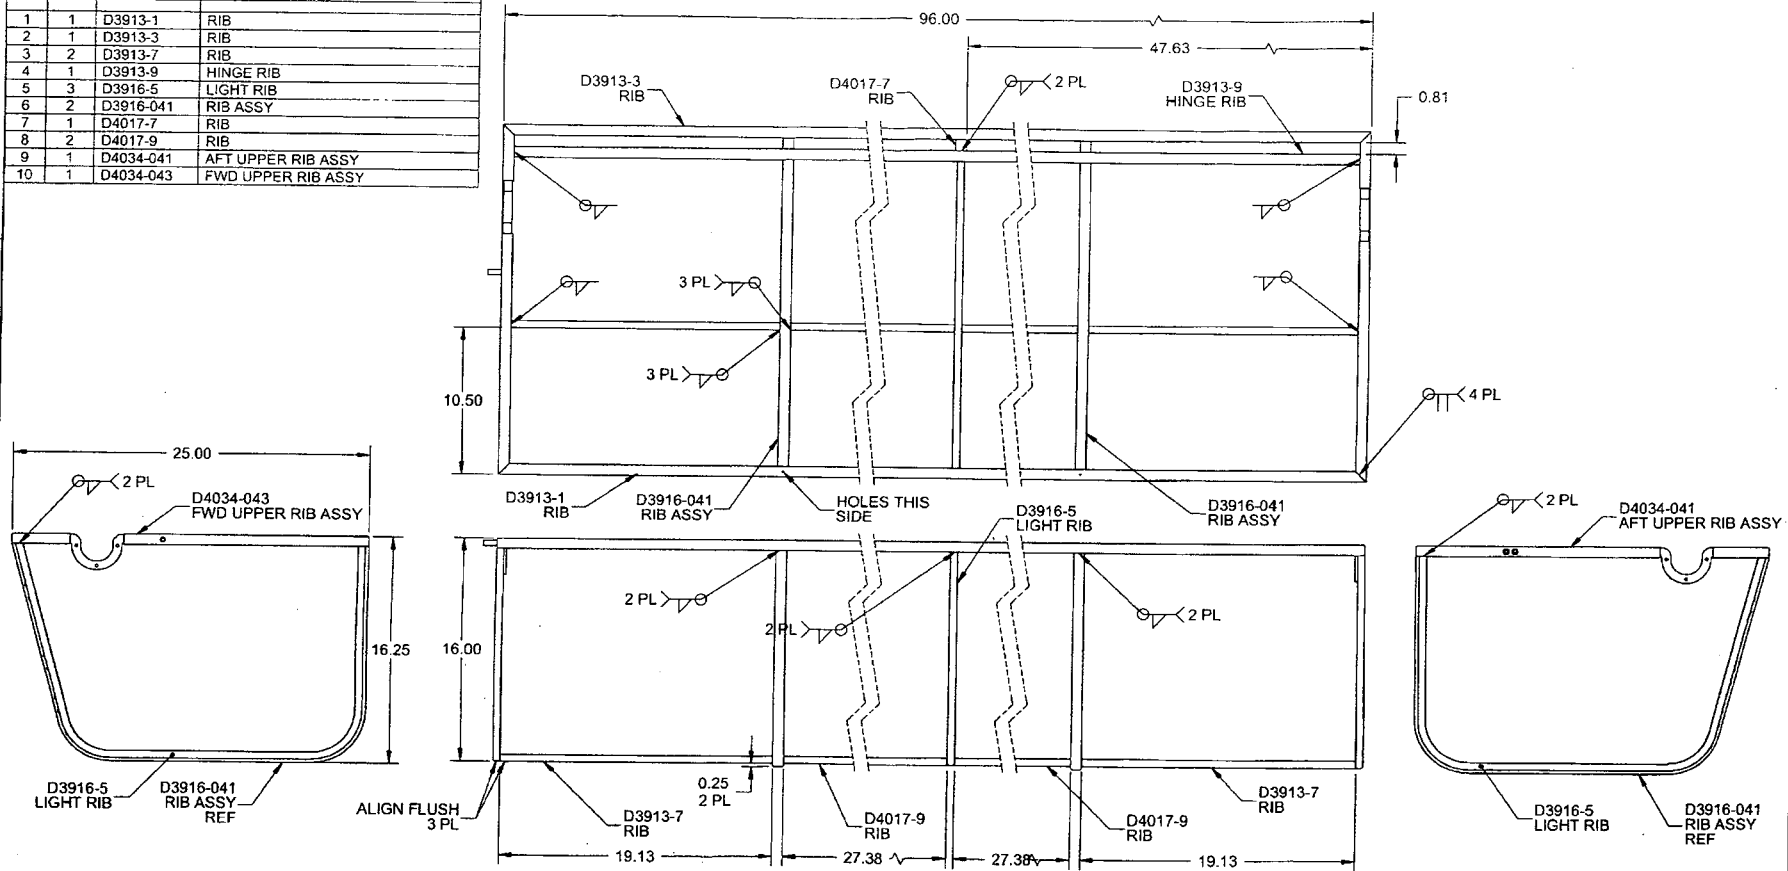 1 1 D3913-1 RIB
2 1 D3913-3 RIB
3 2 D3913-7 RIB
4 1 D3913-9 HINGE RIB
5 3 D3916-5 LIGHT RIB
6 2 D3916-041 RIB ASSY
7 1 D4017-7 RIB
8 2 D4017-9 RIB
9 1 D4034-041 AFT UPPER RIB ASSY
10 1 D4034-043 FWD UPPER RIB ASSY
96.00
47.63
D3913-3
RIB
D4017-7
RIB
2 PL
D3913-9
HINGE RIB
0.81
3 PL
3 PL
10.50
4 PL
D3913-1
RIB
D3916-041
RIB ASSY
HOLES THIS
SIDE
D3916-041
RIB ASSY
25.00
2 PL
D4034-043
FWD UPPER RIB ASSY
16.25
D3916-5
LIGHT RIB
D3916-041
RIB ASSY
REF
D3916-5
LIGHT RIB
16.00
2 PL
2 PL
2 PL
0.25
2 PL
ALIGN FLUSH
3 PL
D3913-7
RIB
D4017-9
RIB
D4017-9
RIB
D3913-7
RIB
19.13
27.38
27.38
19.13
2 PL
D4034-041
AFT UPPER RIB ASSY
D3916-5
LIGHT RIB
D3916-041
RIB ASSY
REF